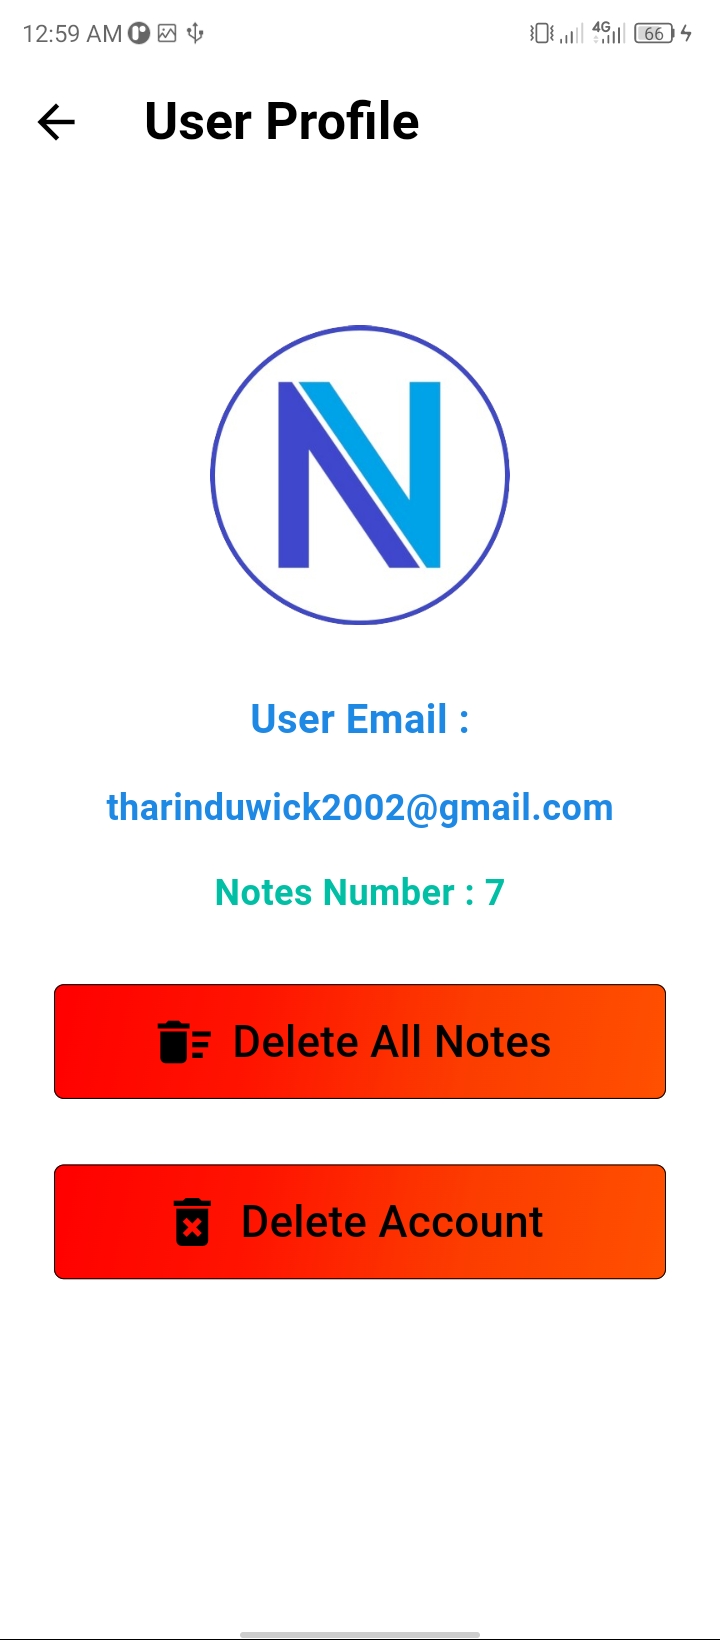 12:59 AM 4G 66
User Profile
N
User Email :
tharinduwick2002@gmail.com
Notes Number : 7
Delete All Notes
Delete Account